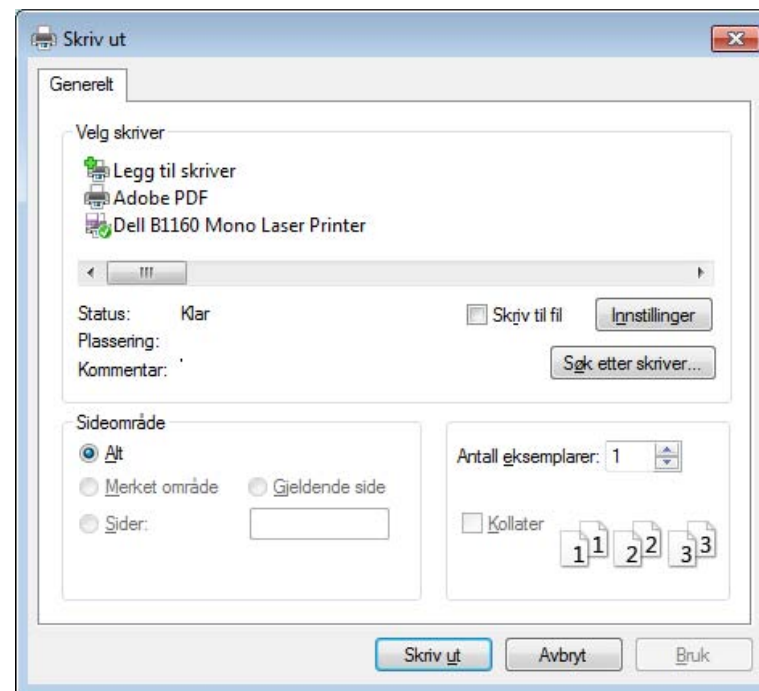 Skriv ut
Generelt
Velg skriver
Legg til skriver
Adobe PDF
Dell B1160 Mono Laser Printer
Status: Klar
Skriv til fil
Innstillinger
Plassering:
Kommentar:
Søk etter skriver...
Sideområde
Alt
Merket område
Gjeldende side
Sider:
Antall eksemplarer: 1
Kollater
1 1 2 2 3 3
Skriv ut
Avbryt
Bruk